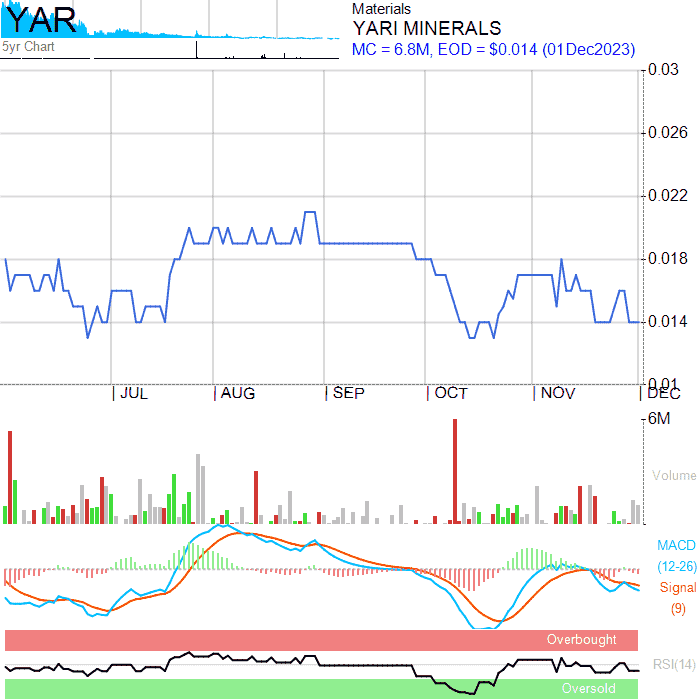 YAR
5yr Chart
Materials
YARI MINERALS
MC = 6.8M, EOD = $0.014 (01Dec2023)
0.03
0.026
0.022
0.018
0.014
0.01
JUL AUG SEP OCT NOV DEC
6M
Volume
MACD
(12-26)
Signal
(9)
Overbought
RSI(14)
Oversold